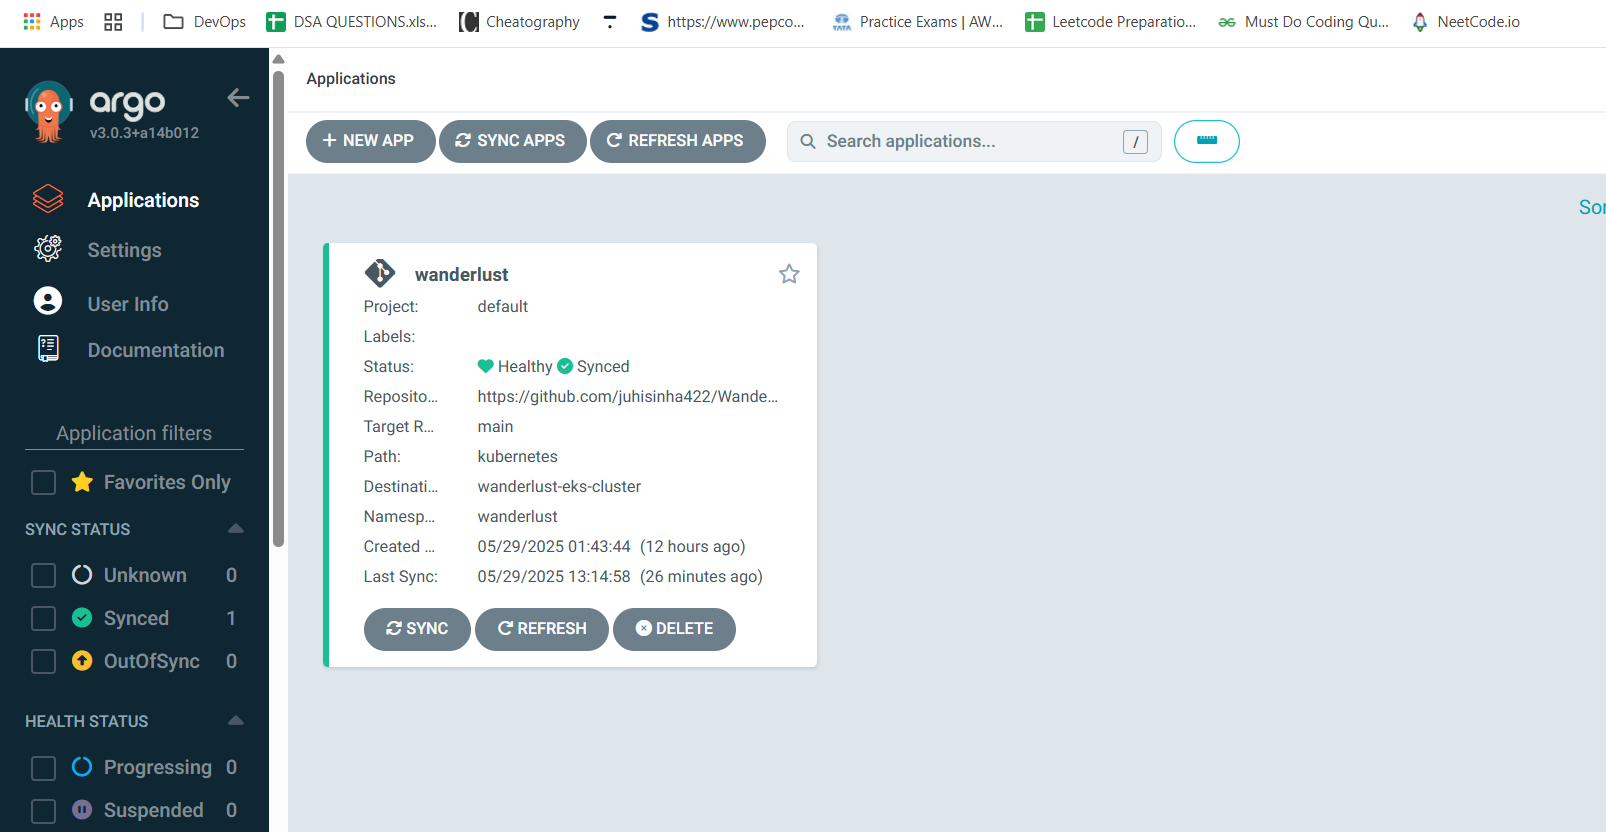 Apps DevOps DSA QUESTIONS.xls... Cheatography https://www.pepco... Practice Exams | AW... Leetcode Preparatio... Must Do Coding Qu... NeetCode.io
argo
v3.0.3+a14b012
Applications
Settings
User Info
Documentation
Application filters
Favorites Only
SYNC STATUS
Unknown 0
Synced 1
OutOfSync 0
HEALTH STATUS
Progressing 0
Suspended 0
Applications
+ NEW APP SYNC APPS REFRESH APPS Search applications... /
Sor
wanderlust
Project: default
Labels:
Status: Healthy Synced
Reposito... https://github.com/juhisinha422/Wande...
Target R... main
Path: kubernetes
Destinati... wanderlust-eks-cluster
Namesp... wanderlust
Created ... 05/29/2025 01:43:44 (12 hours ago)
Last Sync: 05/29/2025 13:14:58 (26 minutes ago)
SYNC REFRESH DELETE